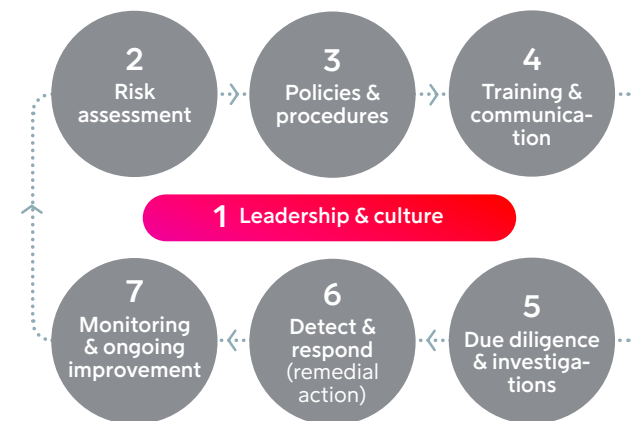 2
Risk
assessment
3
Policies &
procedures
4
Training &
communica-
tion
1 Leadership & culture
7
Monitoring
& ongoing
improvement
6
Detect &
respond
(remedial
action)
5
Due diligence
& investiga-
tions